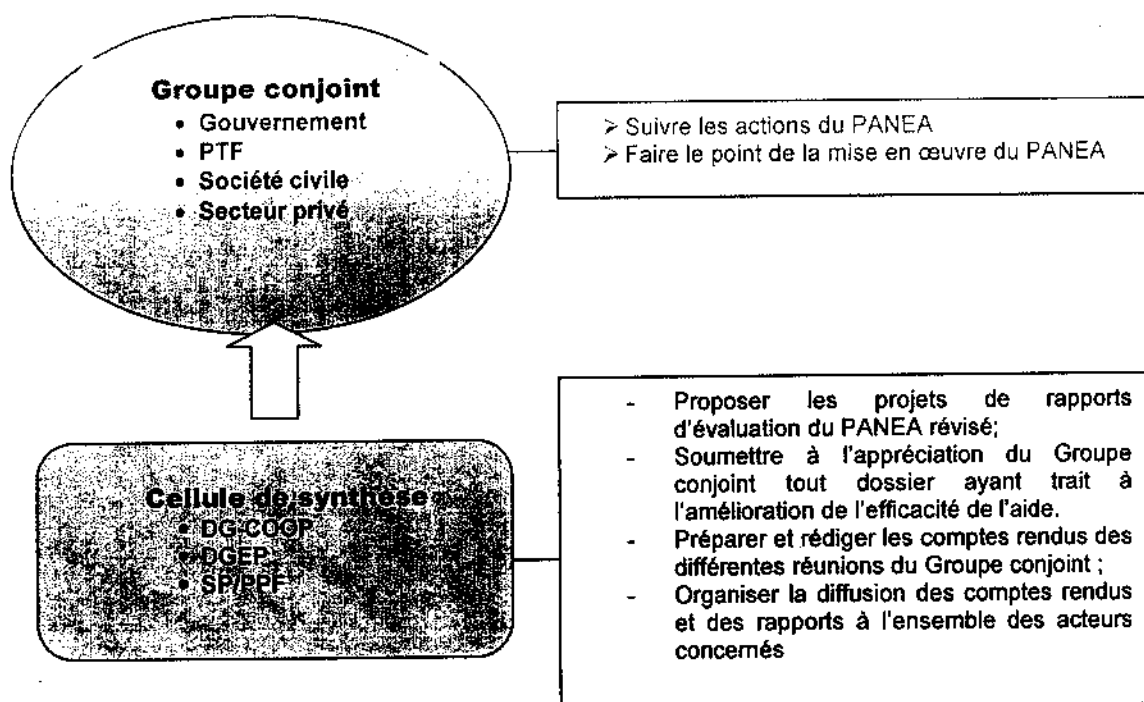 Groupe conjoint
• Gouvernement
• PTF
• Société civile
• Secteur privé
➢ Suivre les actions du PANEA
➢ Faire le point de la mise en œuvre du PANEA
Cellule de synthèse
• DG-COOP
• DGEP
• SP/PPF
- Proposer les projets de rapports
d'évaluation du PANEA révisé;
- Soumettre à l'appréciation du Groupe
conjoint tout dossier ayant trait à
l'amélioration de l'efficacité de l'aide.
- Préparer et rédiger les comptes rendus des
différentes réunions du Groupe conjoint ;
- Organiser la diffusion des comptes rendus
et des rapports à l'ensemble des acteurs
concernés